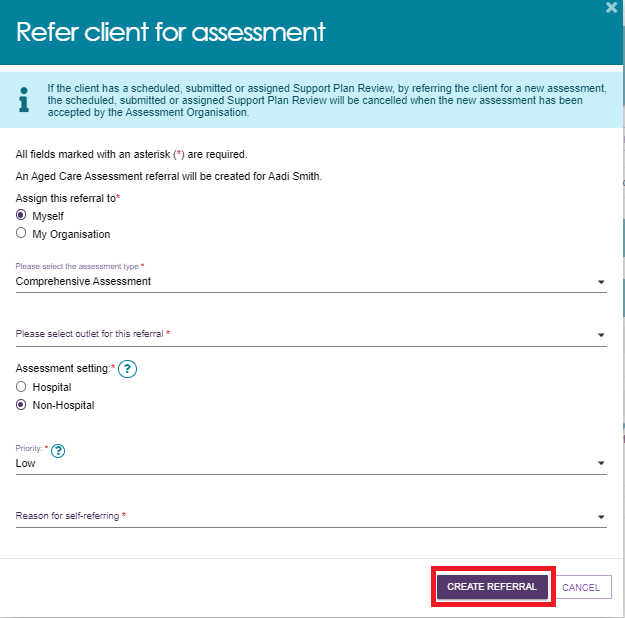 Refer client for assessment
If the client has a scheduled, submitted or assigned Support Plan Review, by referring the client for a new assessment,
the scheduled, submitted or assigned Support Plan Review will be cancelled when the new assessment has been
accepted by the Assessment Organisation.
All fields marked with an asterisk (*) are required.
An Aged Care Assessment referral will be created for Aadi Smith.
Assign this referral to*
Myself
My Organisation
Please select the assessment type *
Comprehensive Assessment
Please select outlet for this referral *
Assessment setting:* ?
Hospital
Non-Hospital
Priority: * ?
Low
Reason for self-referring *
CREATE REFERRAL CANCEL